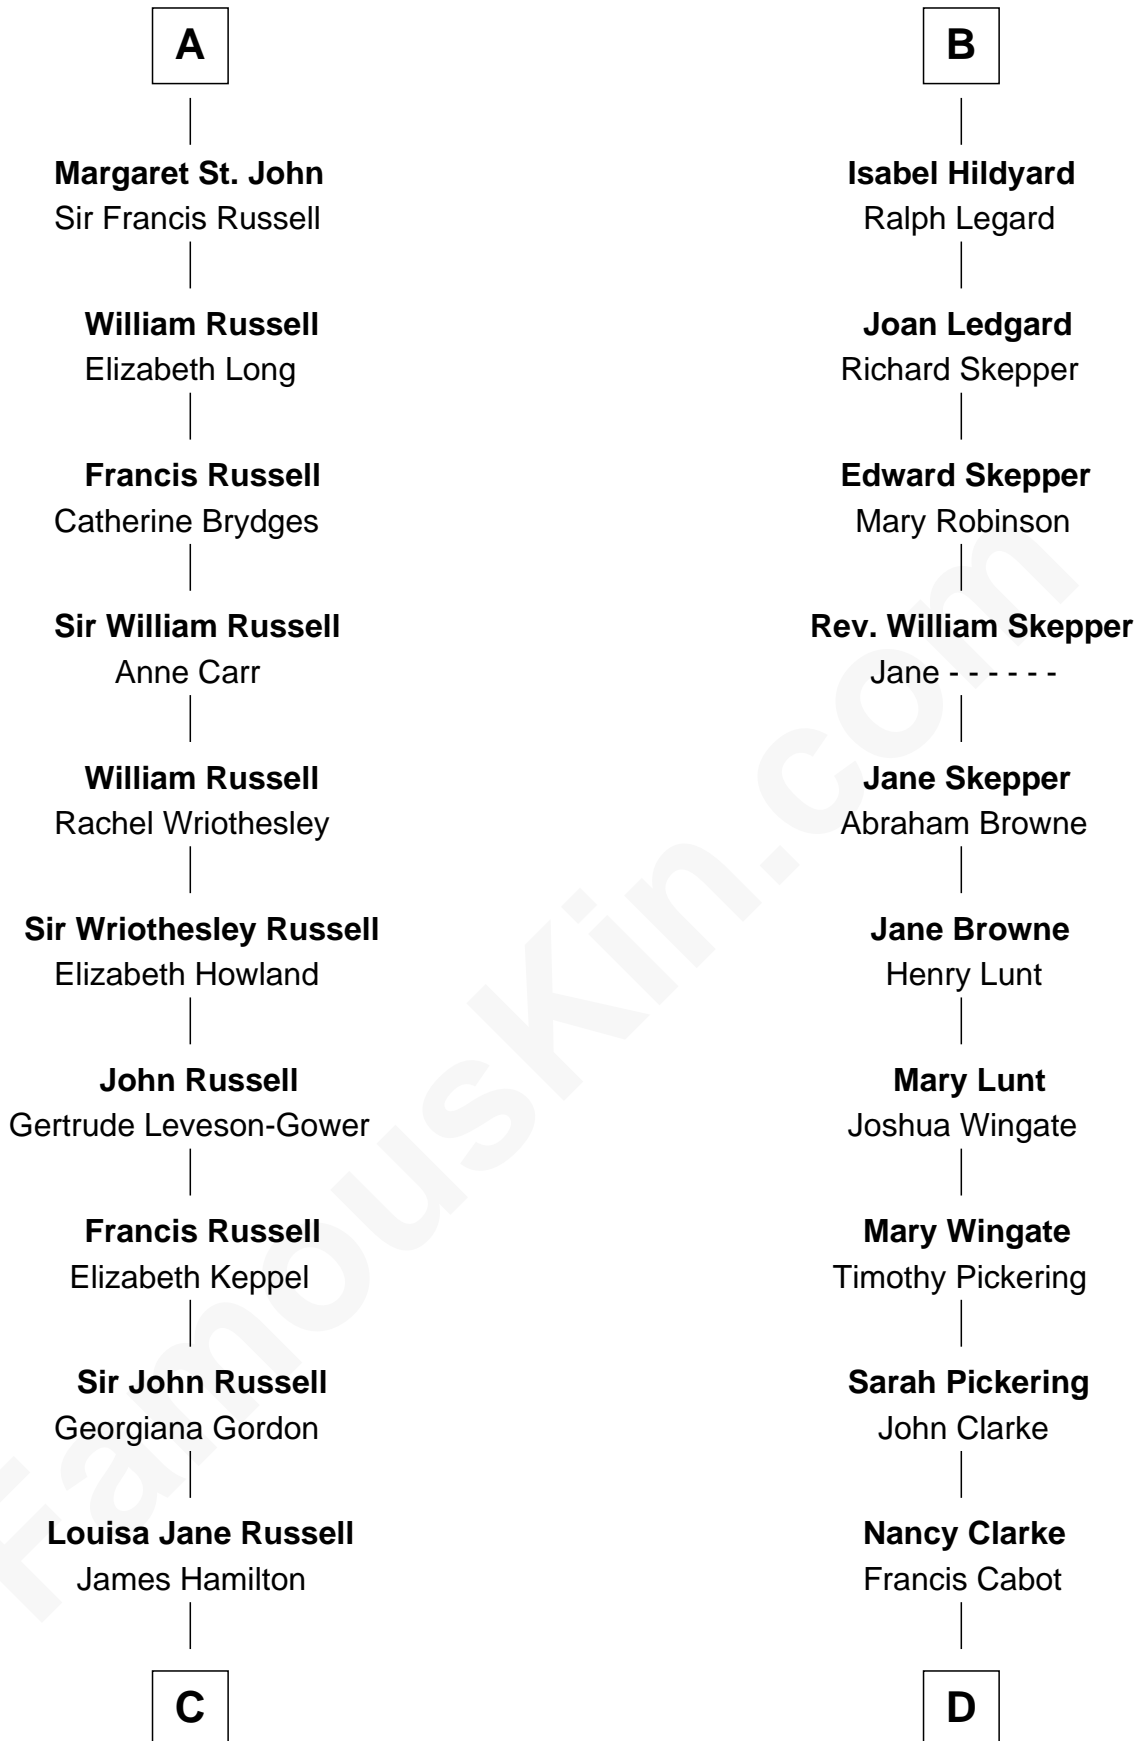 A
Margaret St. John
Sir Francis Russell
William Russell
Elizabeth Long
Francis Russell
Catherine Brydges
Sir William Russell
Anne Carr
William Russell
Rachel Wriothesley
Sir Wriothesley Russell
Elizabeth Howland
John Russell
Gertrude Leveson-Gower
Francis Russell
Elizabeth Keppel
Sir John Russell
Georgiana Gordon
Louisa Jane Russell
James Hamilton
C
B
Isabel Hildyard
Ralph Legard
Joan Ledgard
Richard Skepper
Edward Skepper
Mary Robinson
Rev. William Skepper
Jane - - - - - -
Jane Skepper
Abraham Browne
Jane Browne
Henry Lunt
Mary Lunt
Joshua Wingate
Mary Wingate
Timothy Pickering
Sarah Pickering
John Clarke
Nancy Clarke
Francis Cabot
D
FamousKin.com